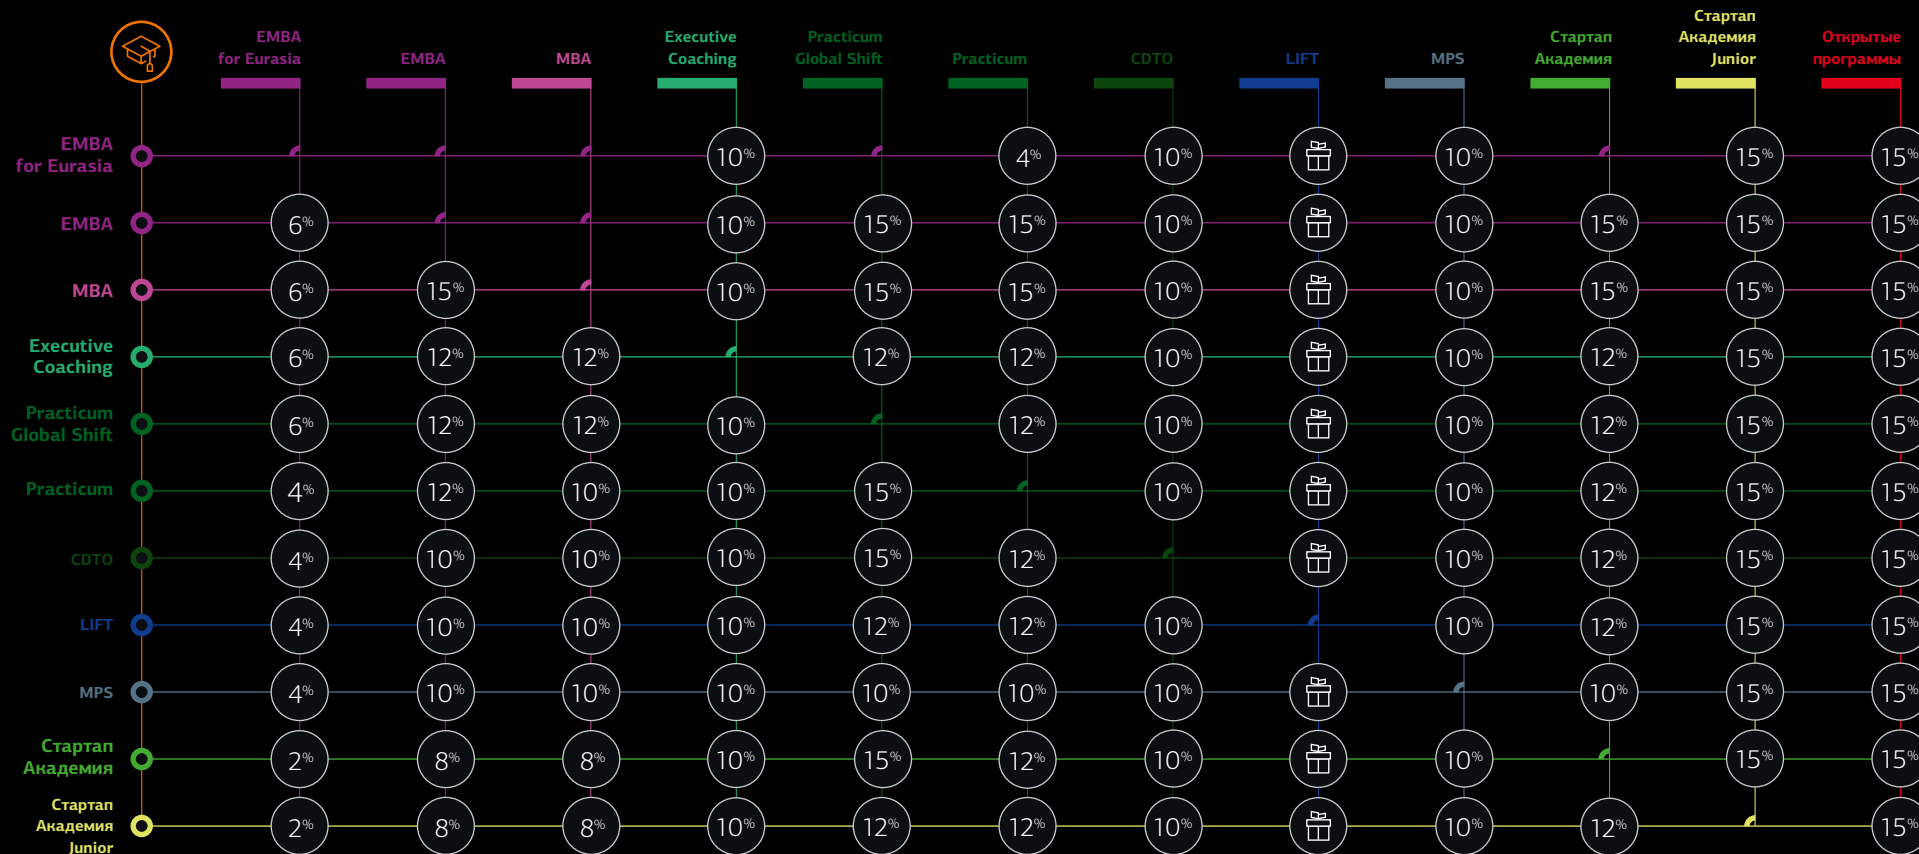 EMBA
for Eurasia
EMBA
MBA
Executive
Coaching
Practicum
Global Shift
Practicum
CDTO
LIFT
MPS
Стартап
Академия
Стартап
Академия
Junior
Открытые
программы
EMBA
for Eurasia
10% 4% 10% 10% 15% 15%
EMBA
6% 10% 15% 15% 10% 10% 15% 15% 15%
MBA
6% 15% 10% 15% 15% 10% 10% 15% 15% 15%
Executive
Coaching
6% 12% 12% 12% 12% 10% 10% 12% 15% 15%
Practicum
Global Shift
6% 12% 12% 10% 12% 10% 10% 12% 15% 15%
Practicum
4% 12% 10% 10% 15% 10% 10% 12% 15% 15%
CDTO
4% 10% 10% 10% 15% 12% 10% 12% 15% 15%
LIFT
4% 10% 10% 10% 12% 12% 10% 10% 12% 15% 15%
MPS
4% 10% 10% 10% 10% 10% 10% 10% 15% 15%
Стартап
Академия
2% 8% 8% 10% 15% 12% 10% 10% 15% 15%
Стартап
Академия
Junior
2% 8% 8% 10% 12% 12% 10% 10% 12% 15%